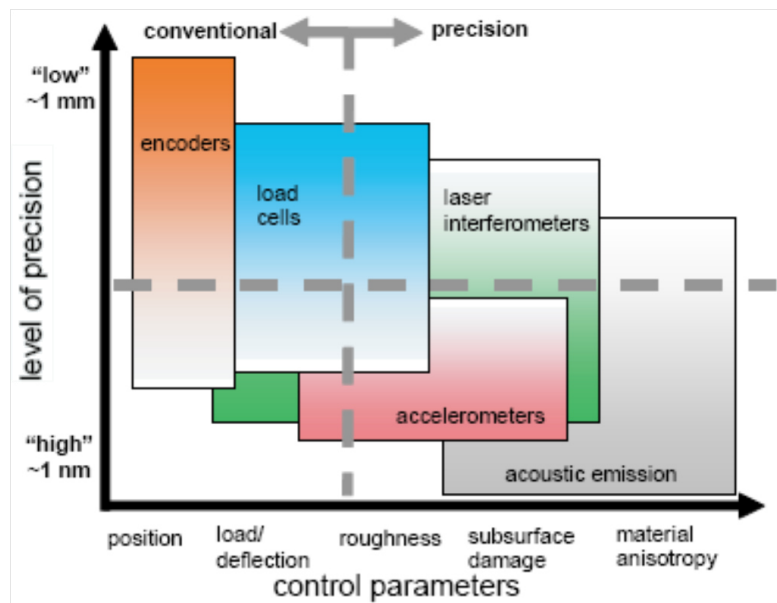 conventional
precision
“low”
~1 mm
level of precision
“high”
~1 nm
encoders
load
cells
laser
interferometers
accelerometers
acoustic emission
position
load/
deflection
roughness
subsurface
damage
material
anisotropy
control parameters